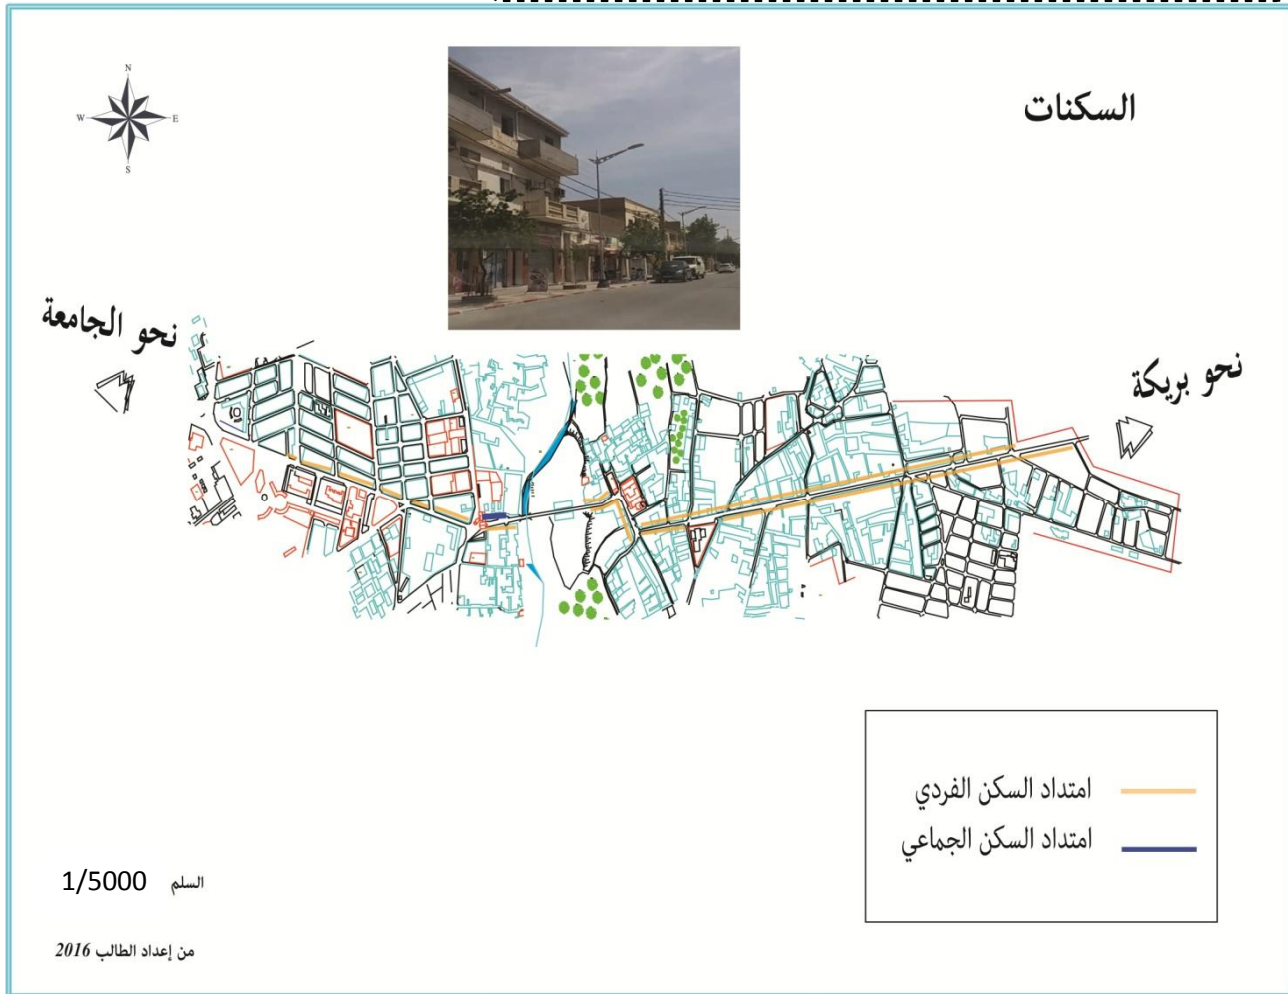 السكنات
N
W E
S
نحو الجامعة
نحو بريكة
امتداد السكن الفردي
امتداد السكن الجماعي
السلم 1/5000
من إعداد الطالب 2016